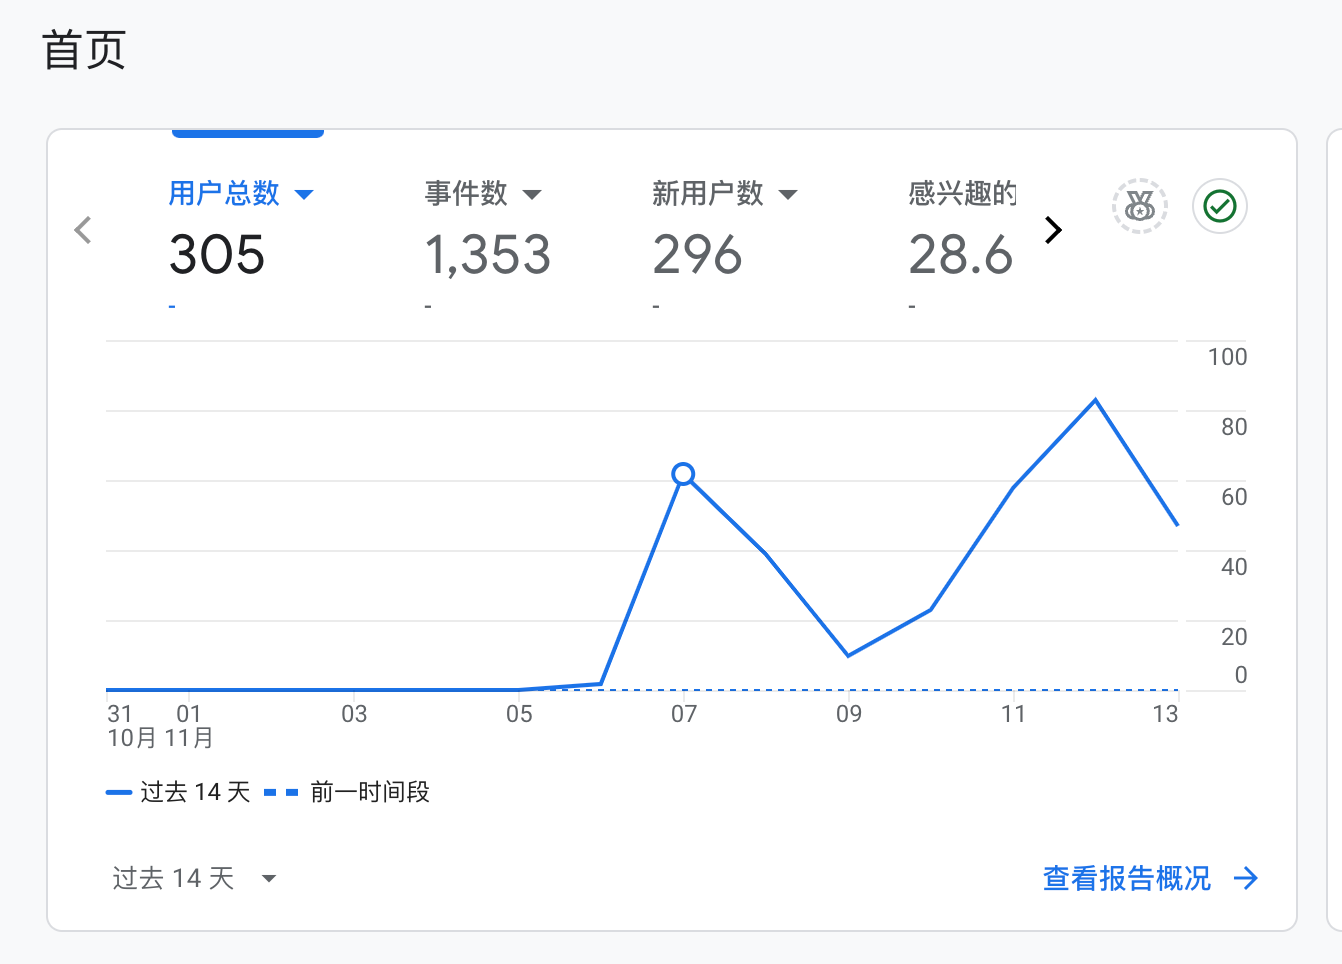 首页
用户总数 事件数 新用户数 感兴趣的
305 1,353 296 28.6
- - - -
100
80
60
40
20
0
31 01 03 05 07 09 11 13
10月 11月
过去 14 天 前一时间段
过去 14 天 查看报告概况